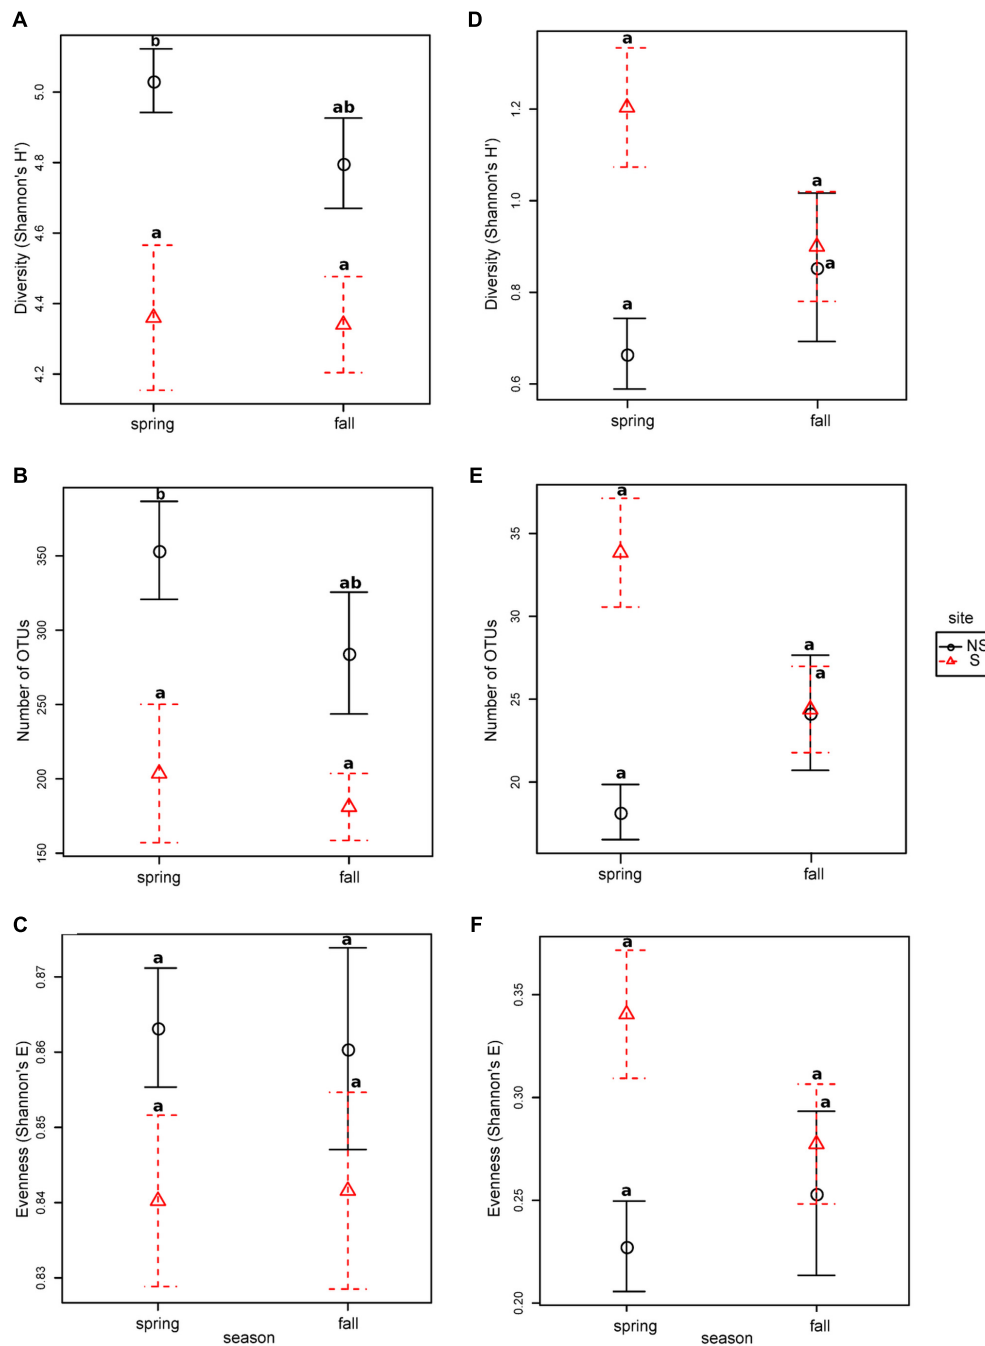 A
Diversity (Shannon's H')
5.0
4.8
4.6
4.4
4.2
b
ab
a
a
spring
fall
D
Diversity (Shannon's H')
1.2
1.0
0.8
0.6
a
a
a
a
spring
fall
B
Number of OTUs
350
300
250
200
150
b
ab
a
a
spring
fall
E
Number of OTUs
35
30
25
20
a
a
a
a
spring
fall
site
NS
S
C
Evenness (Shannon's E)
0.87
0.86
0.85
0.84
0.83
a
a
a
a
spring
fall
season
F
Evenness (Shannon's E)
0.35
0.30
0.25
0.20
a
a
a
a
spring
fall
season